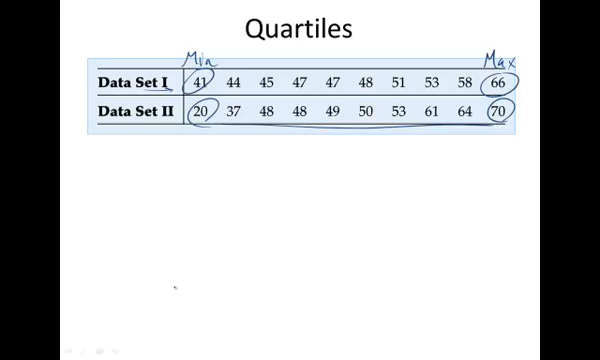 Quartiles
Min Max
Data Set I 41 44 45 47 47 48 51 53 58 66
Data Set II 20 37 48 48 49 50 53 61 64 70